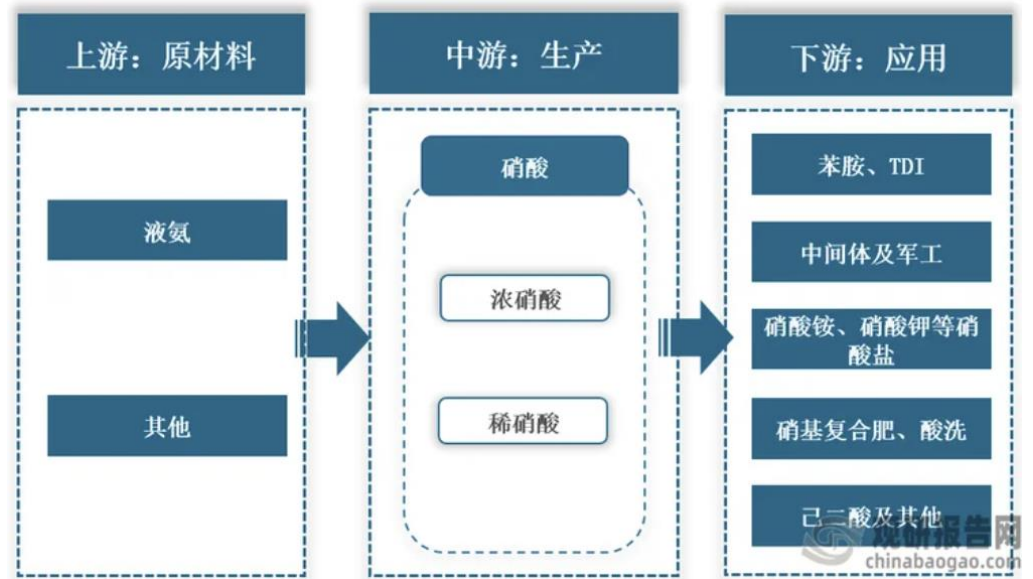 上游：原材料
液氨
其他
中游：生产
硝酸
浓硝酸
稀硝酸
下游：应用
苯胺、TDI
中间体及军工
硝酸铵、硝酸钾等硝
酸盐
硝基复合肥、酸洗
己二酸及其他
观研报告网
chinabaogao.com